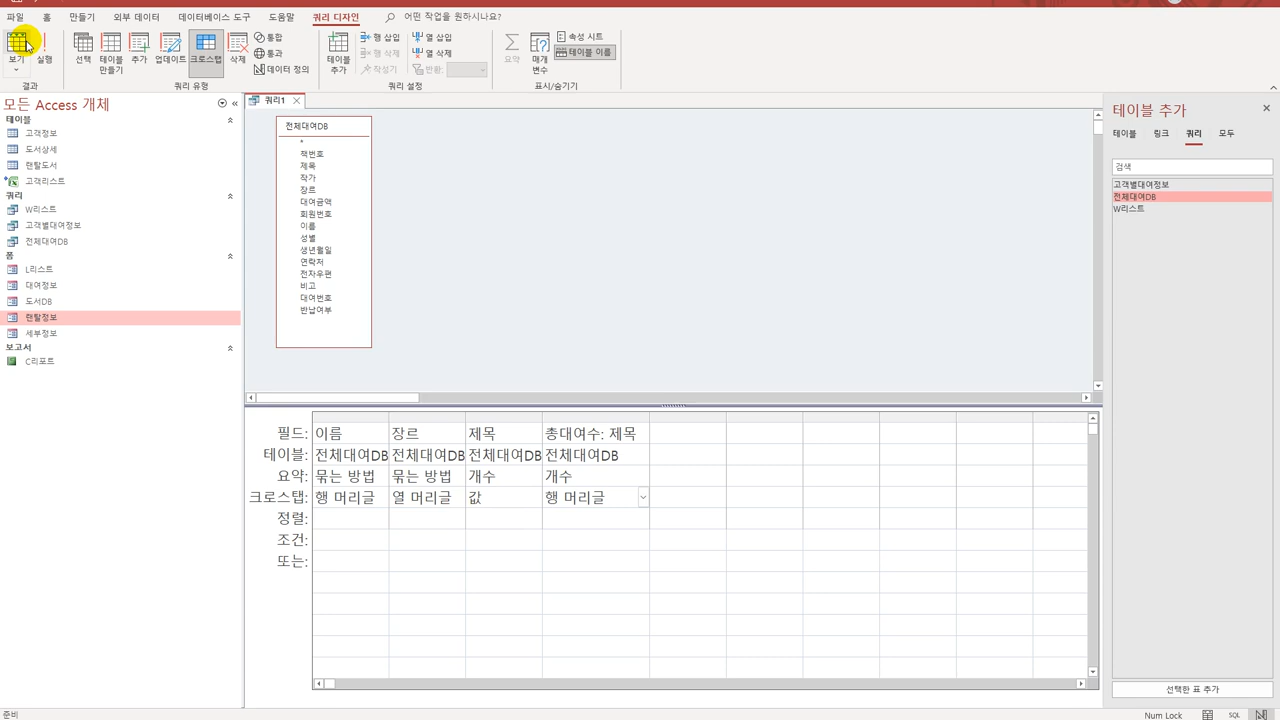 파일 홈 만들기 외부 데이터 데이터베이스 도구 도움말 쿼리 디자인 어떤 작업을 원하시나요?
보기 실행 선택 테이블 만들기 추가 업데이트 크로스탭 삭제 통합 통과 데이터 정의 테이블 추가 행 삽입 행 삭제 작성기 열 삽입 열 삭제 반환: 요약 매개 변수 속성 시트 테이블 이름
결과 쿼리 유형 쿼리 설정 표시/숨기기
모든 Access 개체
테이블
고객정보
도서상세
랜탈도서
고객리스트
쿼리
W리스트
고객별대여정보
전체대여DB
폼
L리스트
대여정보
도서DB
랜탈정보
세부정보
보고서
C리포트
쿼리1
전체대여DB
*
책번호
제목
작가
장르
대여금액
회원번호
이름
성별
생년월일
연락처
전자우편
비고
대여번호
반납여부
필드: 이름 장르 제목 총대여수: 제목
테이블: 전체대여DB 전체대여DB 전체대여DB 전체대여DB
요약: 묶는 방법 묶는 방법 개수 개수
크로스탭: 행 머리글 열 머리글 값 행 머리글
정렬:
조건:
또는:
테이블 추가
테이블 링크 쿼리 모두
검색
고객별대여정보
전체대여DB
W리스트
선택한 표 추가
준비 Num Lock SQL